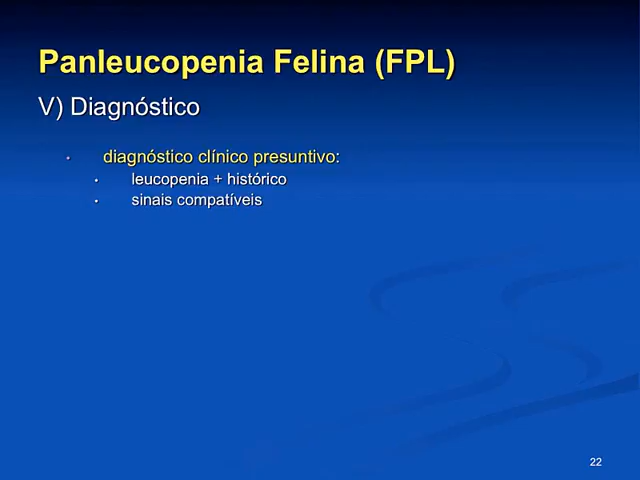 Panleucopenia Felina (FPL)
V) Diagnóstico
• diagnóstico clínico presuntivo:
• leucopenia + histórico
• sinais compatíveis
22